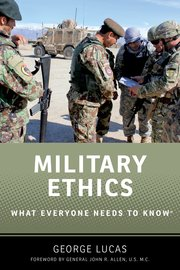 MILITARY
ETHICS
WHAT EVERYONE NEEDS TO KNOW®
GEORGE LUCAS
FOREWORD BY GENERAL JOHN R. ALLEN, U.S. M.C.